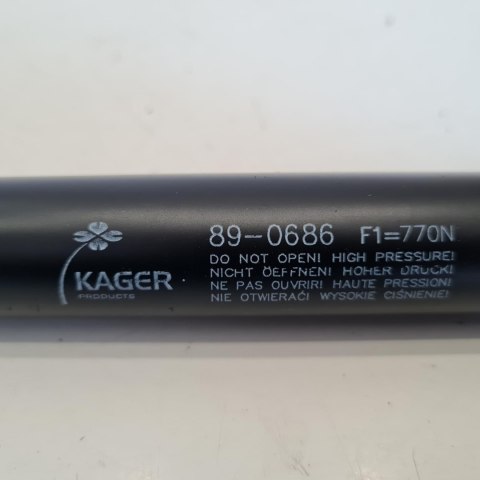 KAGER
PRODUCTS
89-0686 F1=770N
DO NOT OPEN! HIGH PRESSURE!
NICHT ÖEFFNEN! HOHER DRUCK!
NE PAS OUVRIR! HAUTE PRESSION!
NIE OTWIERAĆ! WYSOKIE CIŚNIENIE!